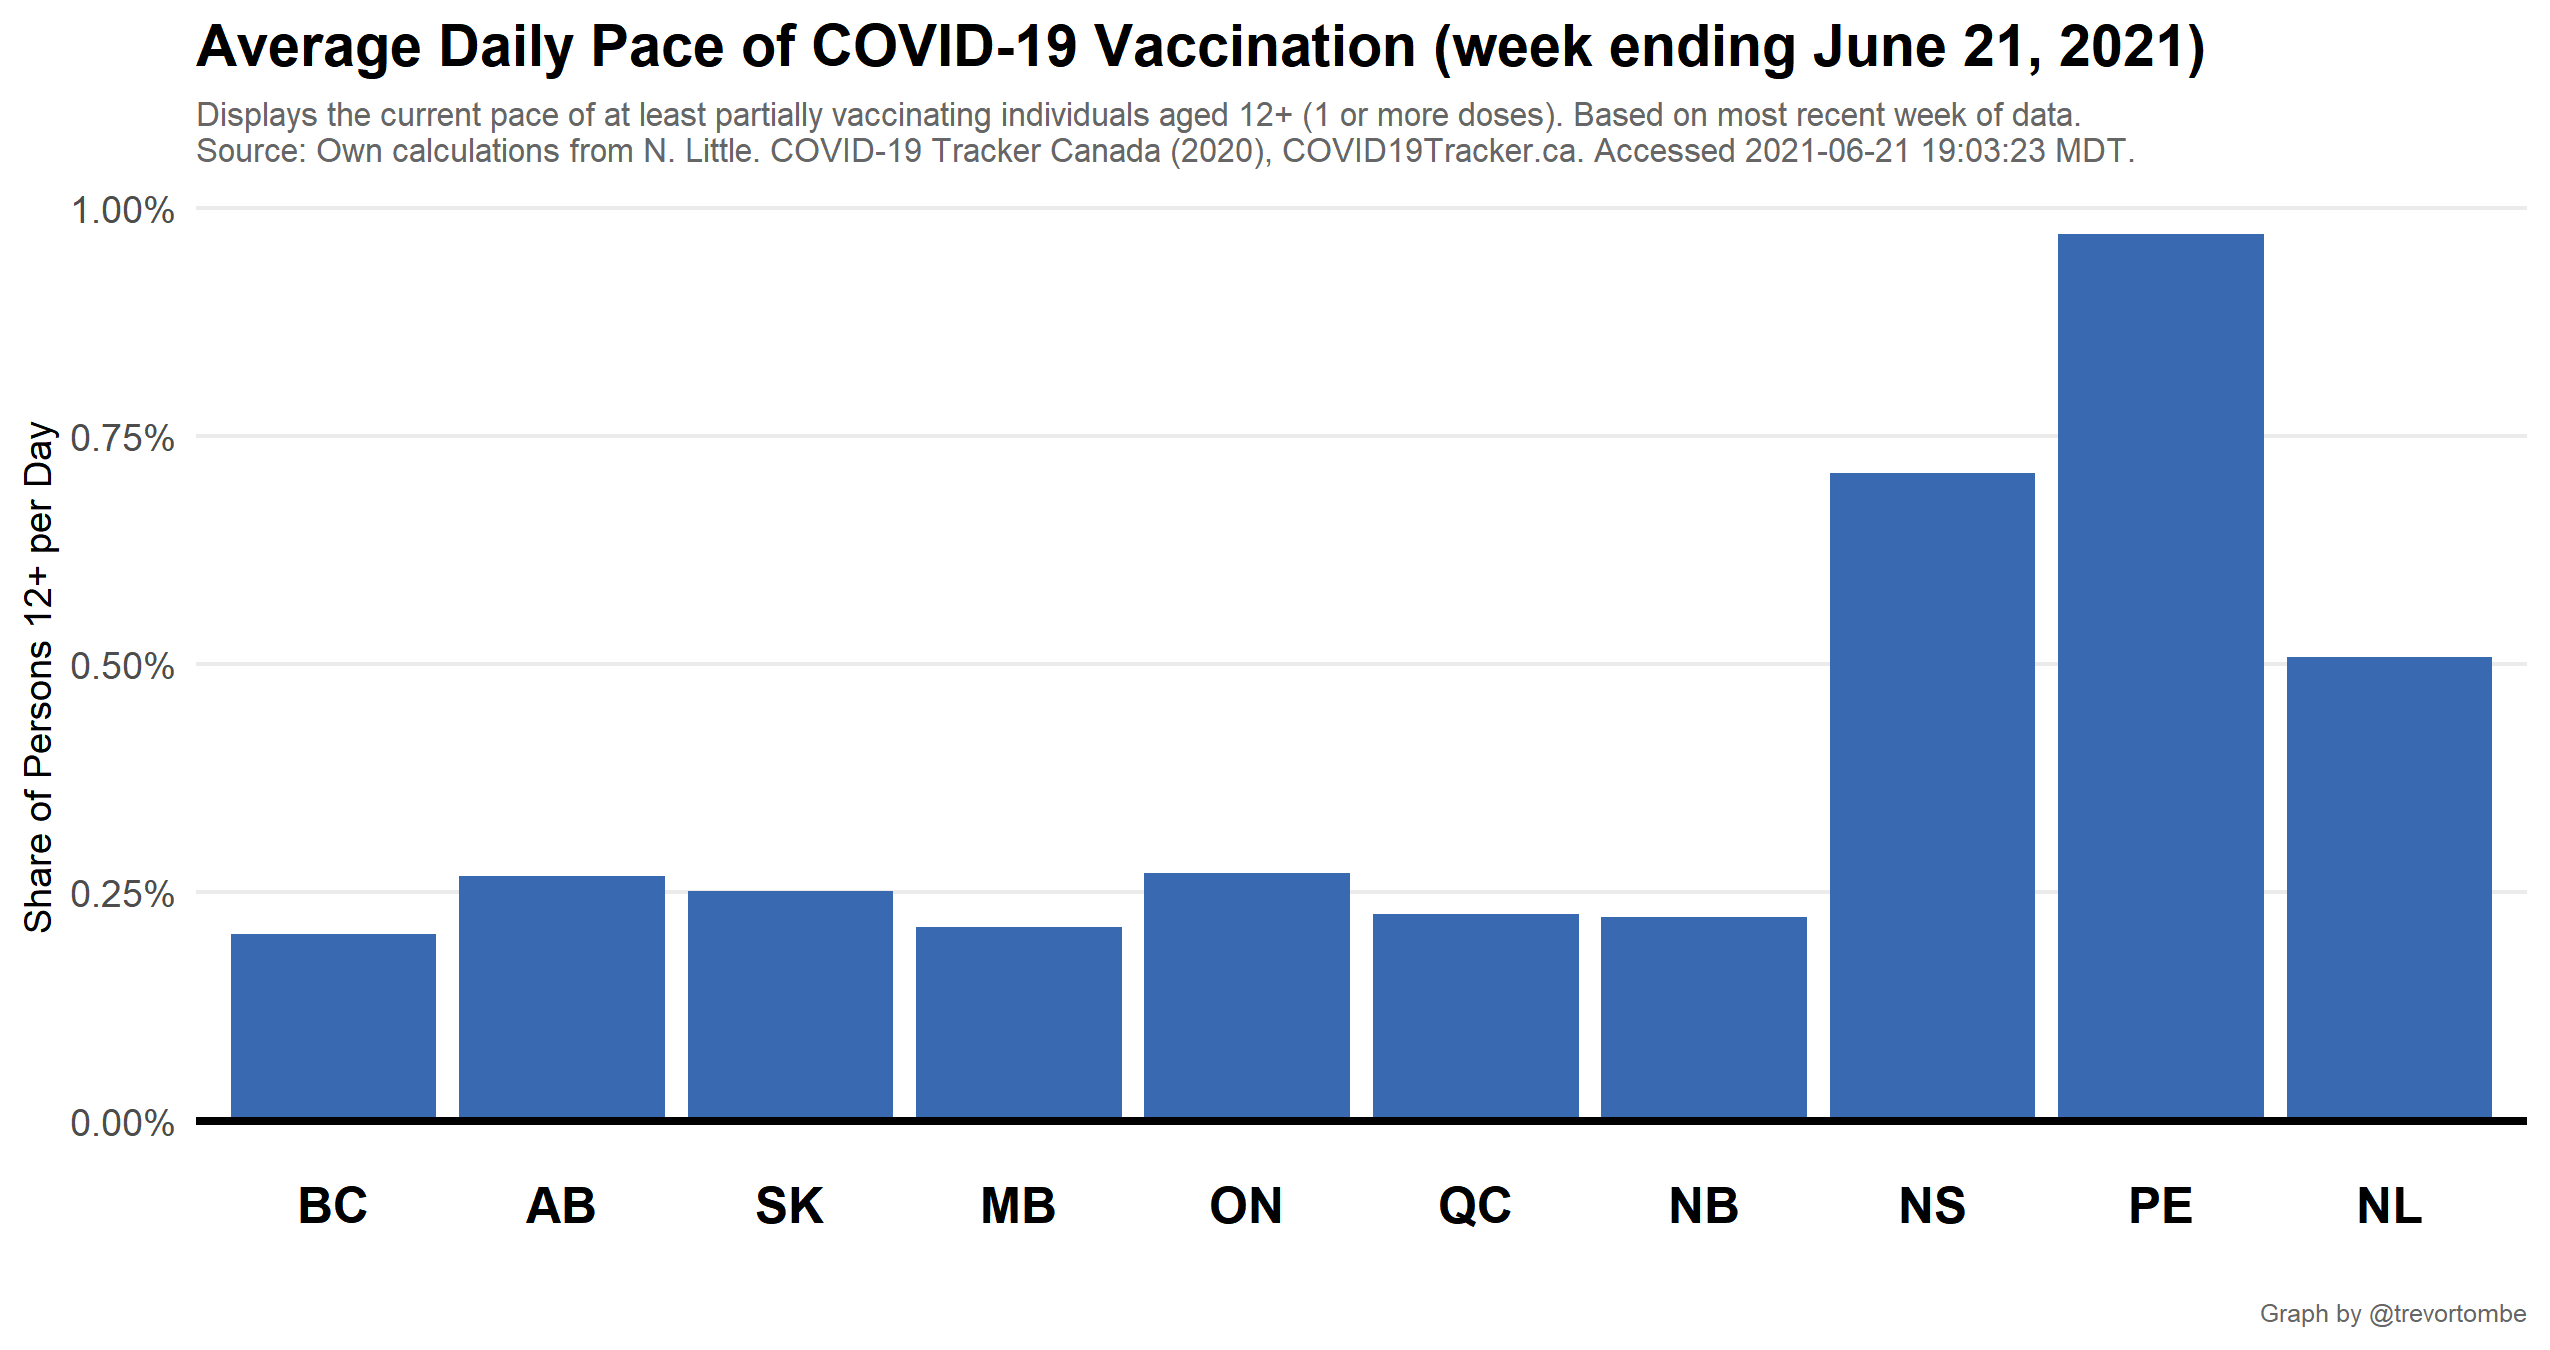 Average Daily Pace of COVID-19 Vaccination (week ending June 21, 2021)
Displays the current pace of at least partially vaccinating individuals aged 12+ (1 or more doses). Based on most recent week of data.
Source: Own calculations from N. Little. COVID-19 Tracker Canada (2020), COVID19Tracker.ca. Accessed 2021-06-21 19:03:23 MDT.
Share of Persons 12+ per Day
1.00%
0.75%
0.50%
0.25%
0.00%
BC AB SK MB ON QC NB NS PE NL
Graph by @trevortombe